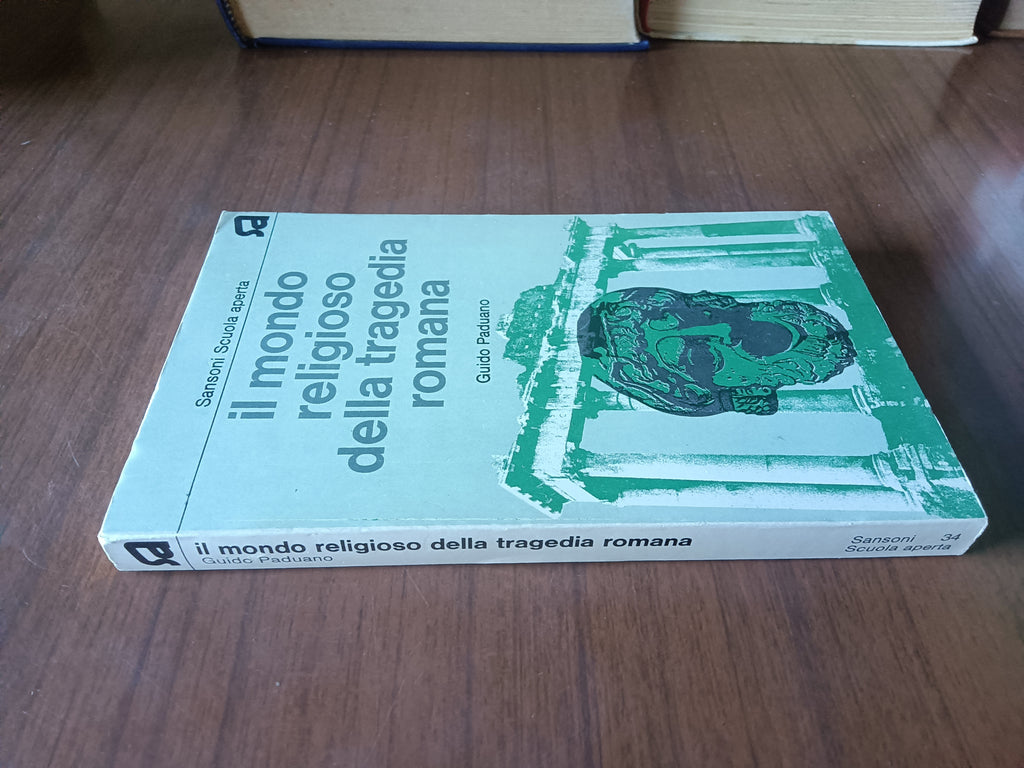 Sansoni Scuola aperta
il mondo
religioso
della tragedia
romana
Guido Paduano
il mondo religioso della tragedia romana
Guido Paduano
Sansoni 34
Scuola aperta